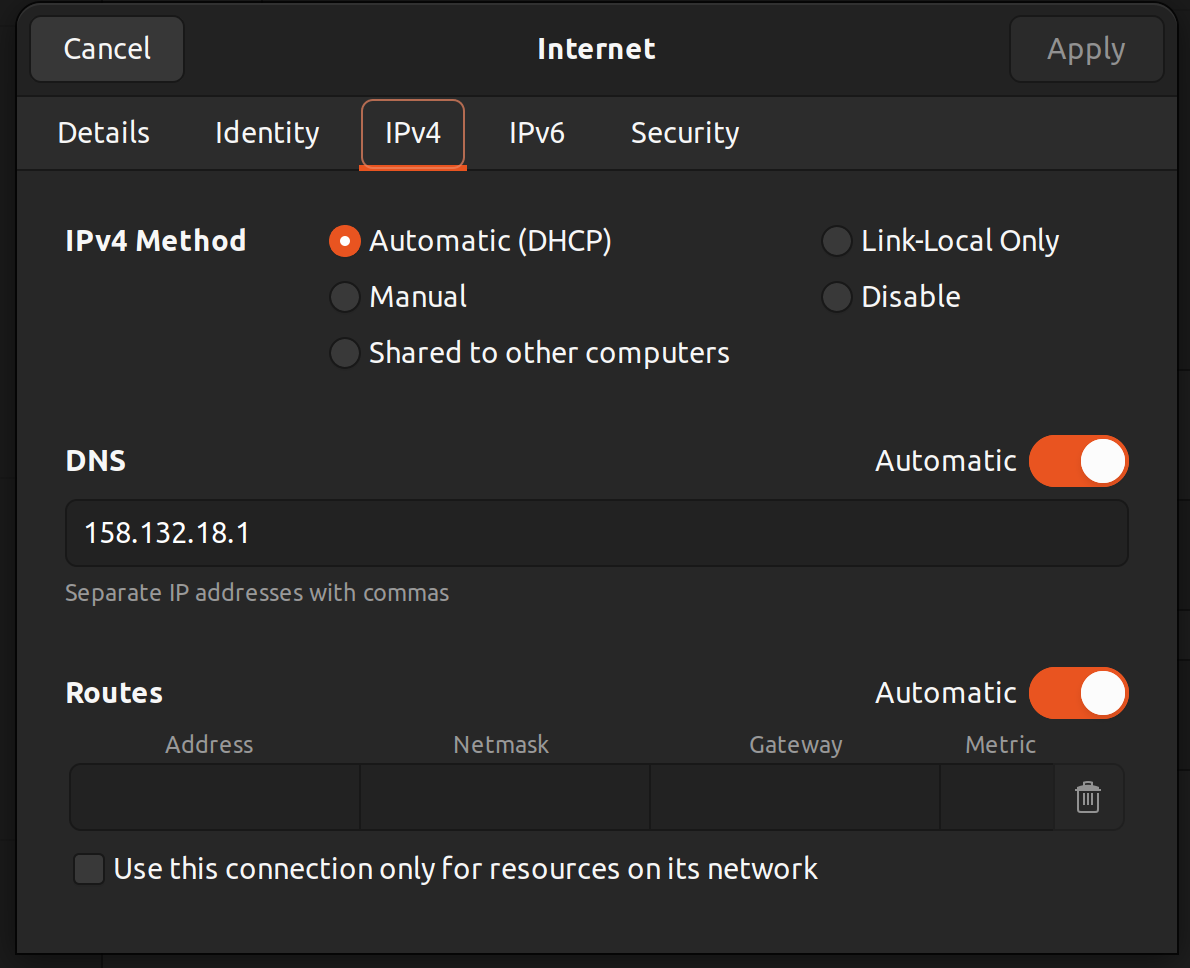 Cancel Internet Apply
Details Identity IPv4 IPv6 Security
IPv4 Method Automatic (DHCP) Link-Local Only
Manual Disable
Shared to other computers
DNS Automatic
158.132.18.1
Separate IP addresses with commas
Routes Automatic
Address Netmask Gateway Metric
Use this connection only for resources on its network